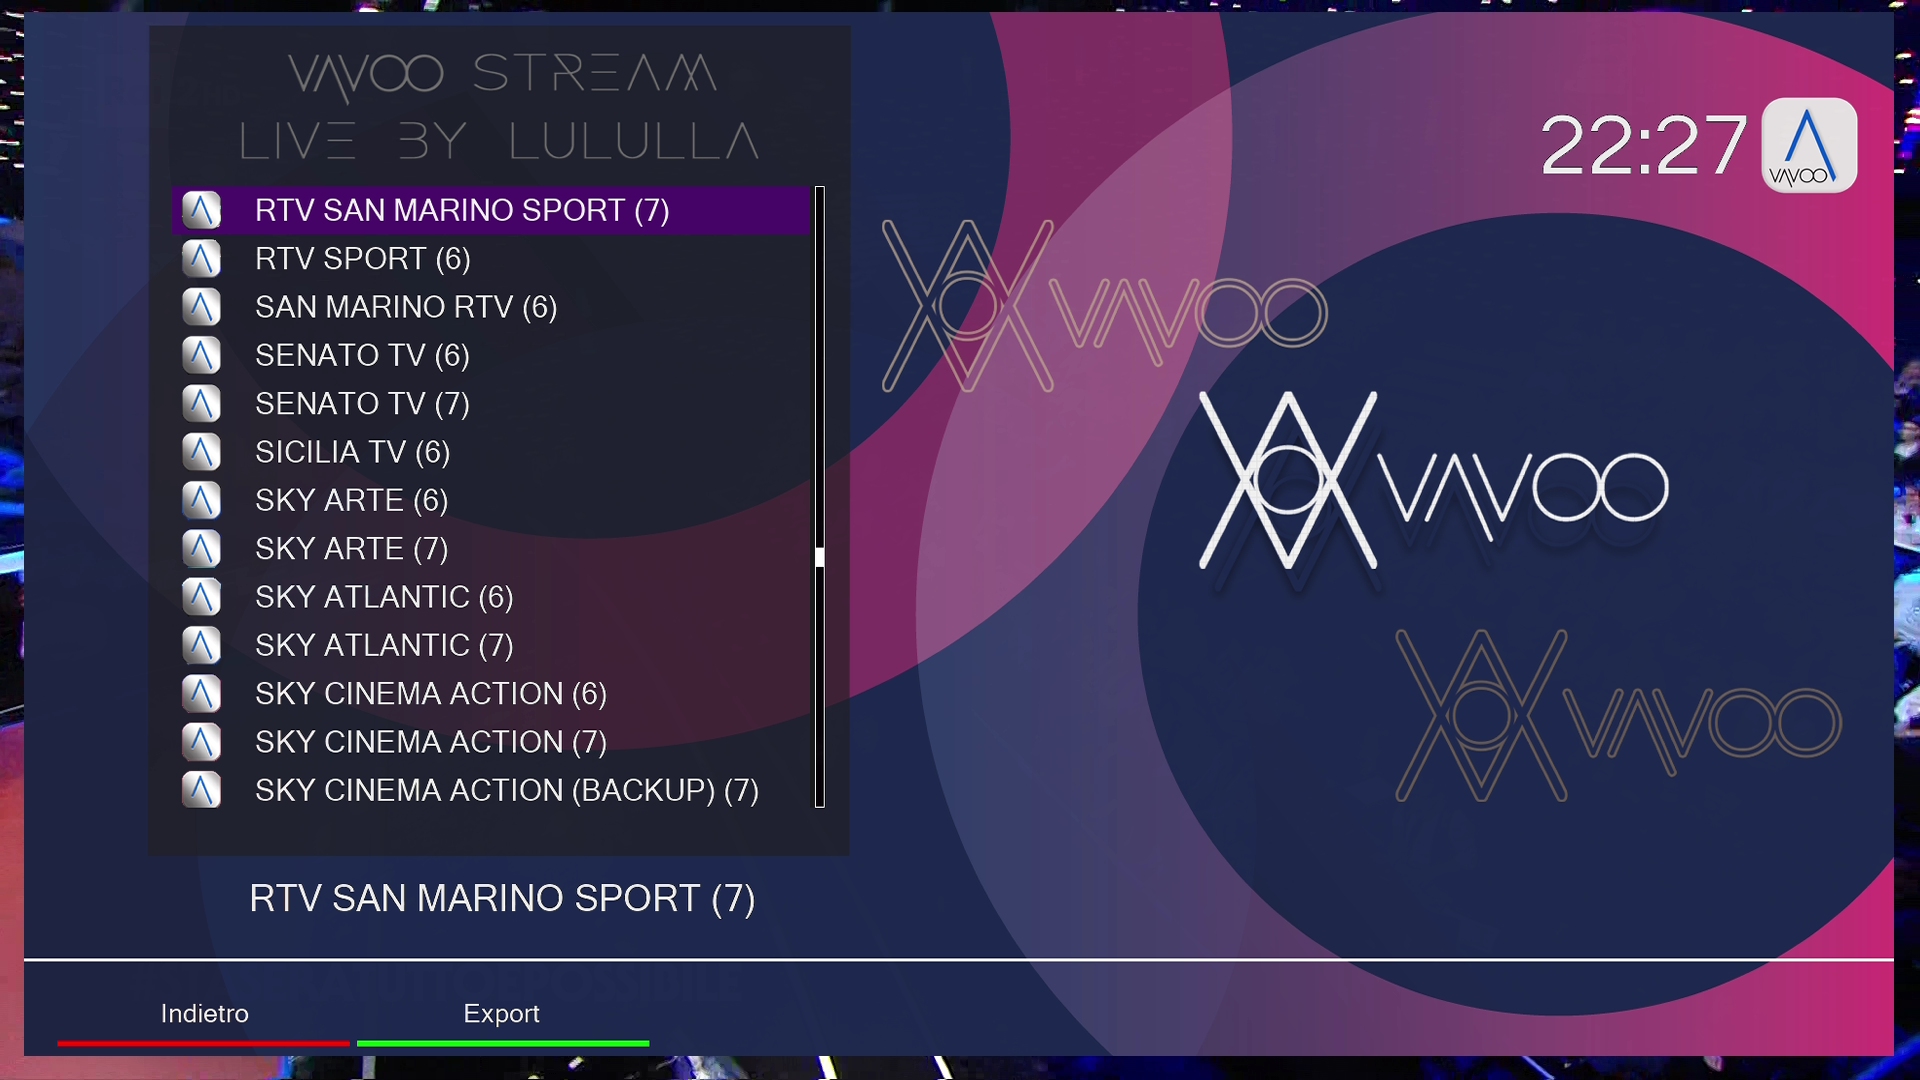 VAVOO STREAM
LIVE BY LULULLA
22:27
VAVOO
RTV SAN MARINO SPORT (7)
RTV SPORT (6)
SAN MARINO RTV (6)
SENATO TV (6)
SENATO TV (7)
SICILIA TV (6)
SKY ARTE (6)
SKY ARTE (7)
SKY ATLANTIC (6)
SKY ATLANTIC (7)
SKY CINEMA ACTION (6)
SKY CINEMA ACTION (7)
SKY CINEMA ACTION (BACKUP) (7)
VAVOO
VAVOO
VAVOO
RTV SAN MARINO SPORT (7)
Indietro
Export